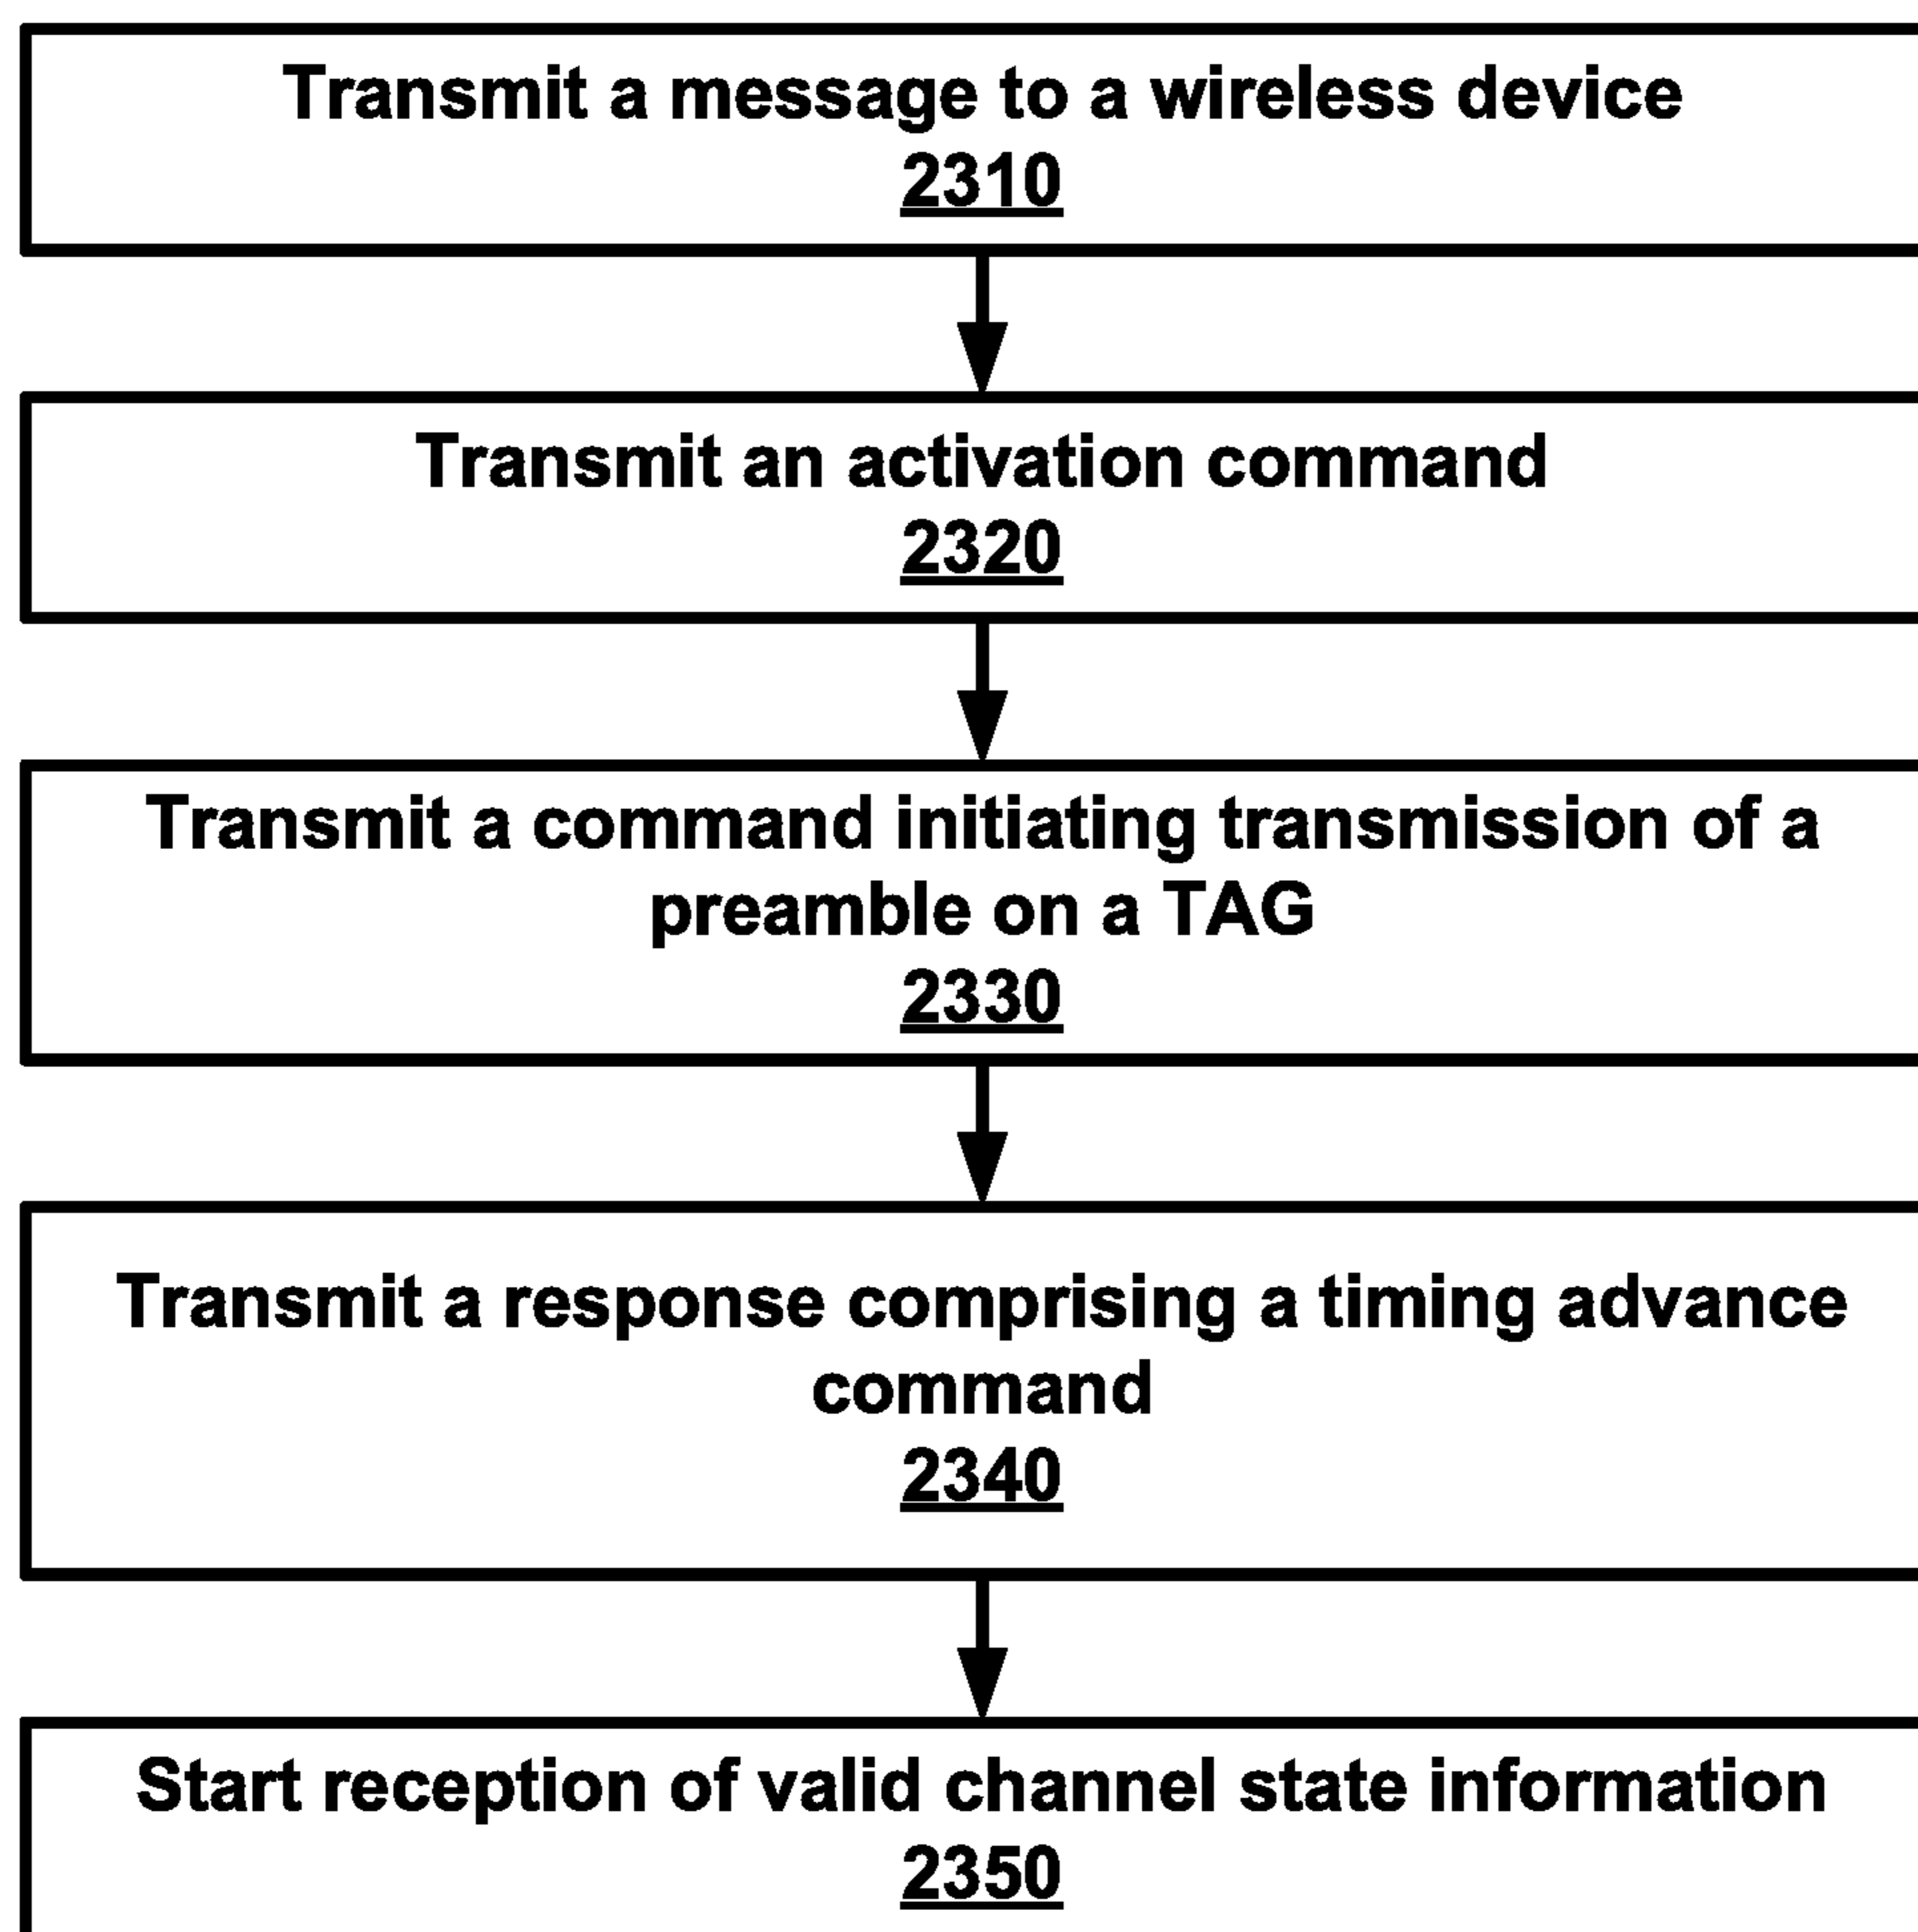 Transmit a message to a wireless device
2310
Transmit an activation command
2320
Transmit a command initiating transmission of a
preamble on a TAG
2330
Transmit a response comprising a timing advance
command
2340
Start reception of valid channel state information
2350